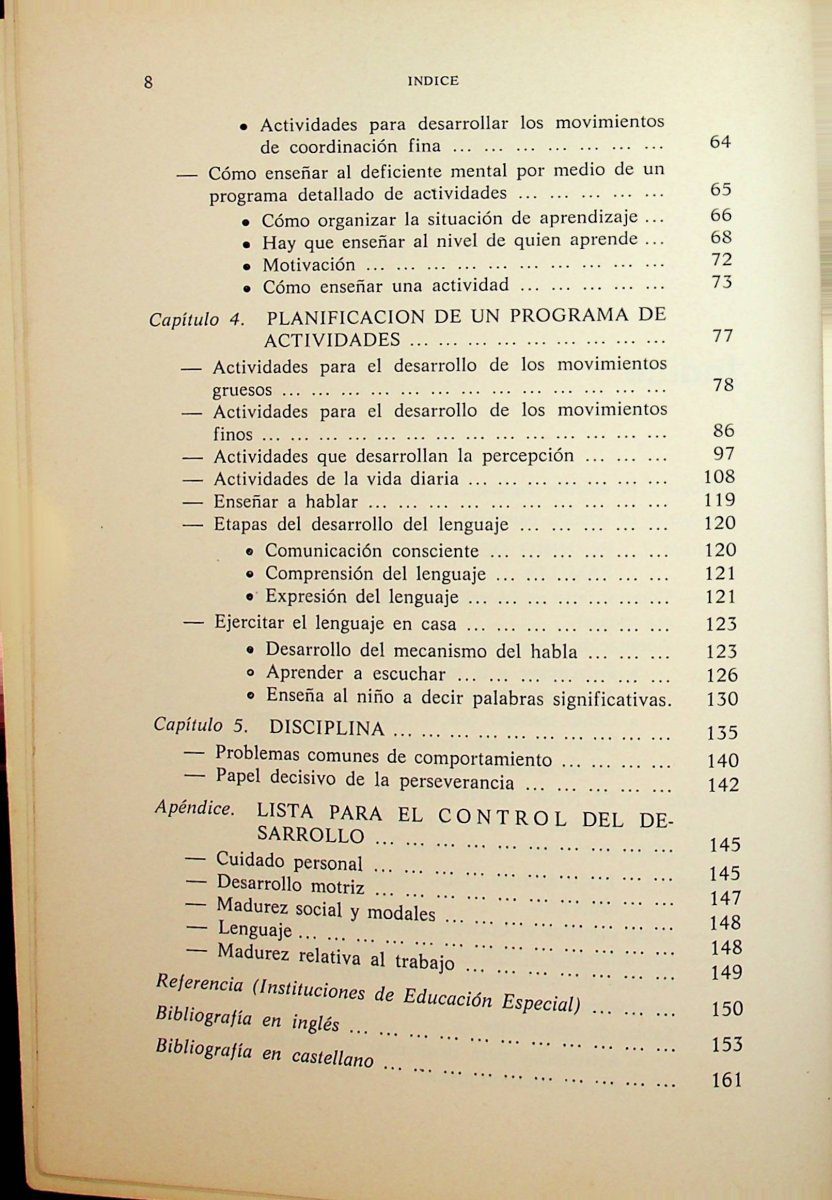 8 INDICE
• Actividades para desarrollar los movimientos
de coordinación fina ... ... ... ... ... ... ... 64
— Cómo enseñar al deficiente mental por medio de un
programa detallado de actividades ... ... ... ... ... 65
• Cómo organizar la situación de aprendizaje ... 66
• Hay que enseñar al nivel de quien aprende ... 68
• Motivación ... ... ... ... ... ... ... ... ... ... 72
• Cómo enseñar una actividad ... ... ... ... ... 73
Capítulo 4. PLANIFICACION DE UN PROGRAMA DE
ACTIVIDADES ... ... ... ... ... ... ... ... ... 77
— Actividades para el desarrollo de los movimientos
gruesos ... ... ... ... ... ... ... ... ... ... ... ... ... 78
— Actividades para el desarrollo de los movimientos
finos ... ... ... ... ... ... ... ... ... ... ... ... ... ... 86
— Actividades que desarrollan la percepción ... ... ... 97
— Actividades de la vida diaria ... ... ... ... ... ... ... 108
— Enseñar a hablar ... ... ... ... ... ... ... ... ... ... 119
— Etapas del desarrollo del lenguaje ... ... ... ... ... 120
• Comunicación consciente ... ... ... ... ... ... 120
• Comprensión del lenguaje ... ... ... ... ... ... 121
• Expresión del lenguaje ... ... ... ... ... ... ... 121
— Ejercitar el lenguaje en casa ... ... ... ... ... ... ... 123
• Desarrollo del mecanismo del habla ... ... ... 123
• Aprender a escuchar ... ... ... ... ... ... ... 126
• Enseña al niño a decir palabras significativas. 130
Capítulo 5. DISCIPLINA ... ... ... ... ... ... ... ... ... ... 135
— Problemas comunes de comportamiento ... ... ... ... 140
— Papel decisivo de la perseverancia ... ... ... ... ... 142
Apéndice. LISTA PARA EL CONTROL DEL DE-
SARROLLO ... ... ... ... ... ... ... ... ... ... 145
— Cuidado personal ... ... ... ... ... ... ... ... ... ... 145
— Desarrollo motriz ... ... ... ... ... ... ... ... ... ... 147
— Madurez social y modales ... ... ... ... ... ... ... ... 148
— Lenguaje ... ... ... ... ... ... ... ... ... ... ... ... ... 148
— Madurez relativa al trabajo ... ... ... ... ... ... ... 149
Referencia (Instituciones de Educación Especial) ... ... ... 150
Bibliografía en inglés ... ... ... ... ... ... ... ... ... ... ... 153
Bibliografía en castellano ... ... ... ... ... ... ... ... ... ... 161